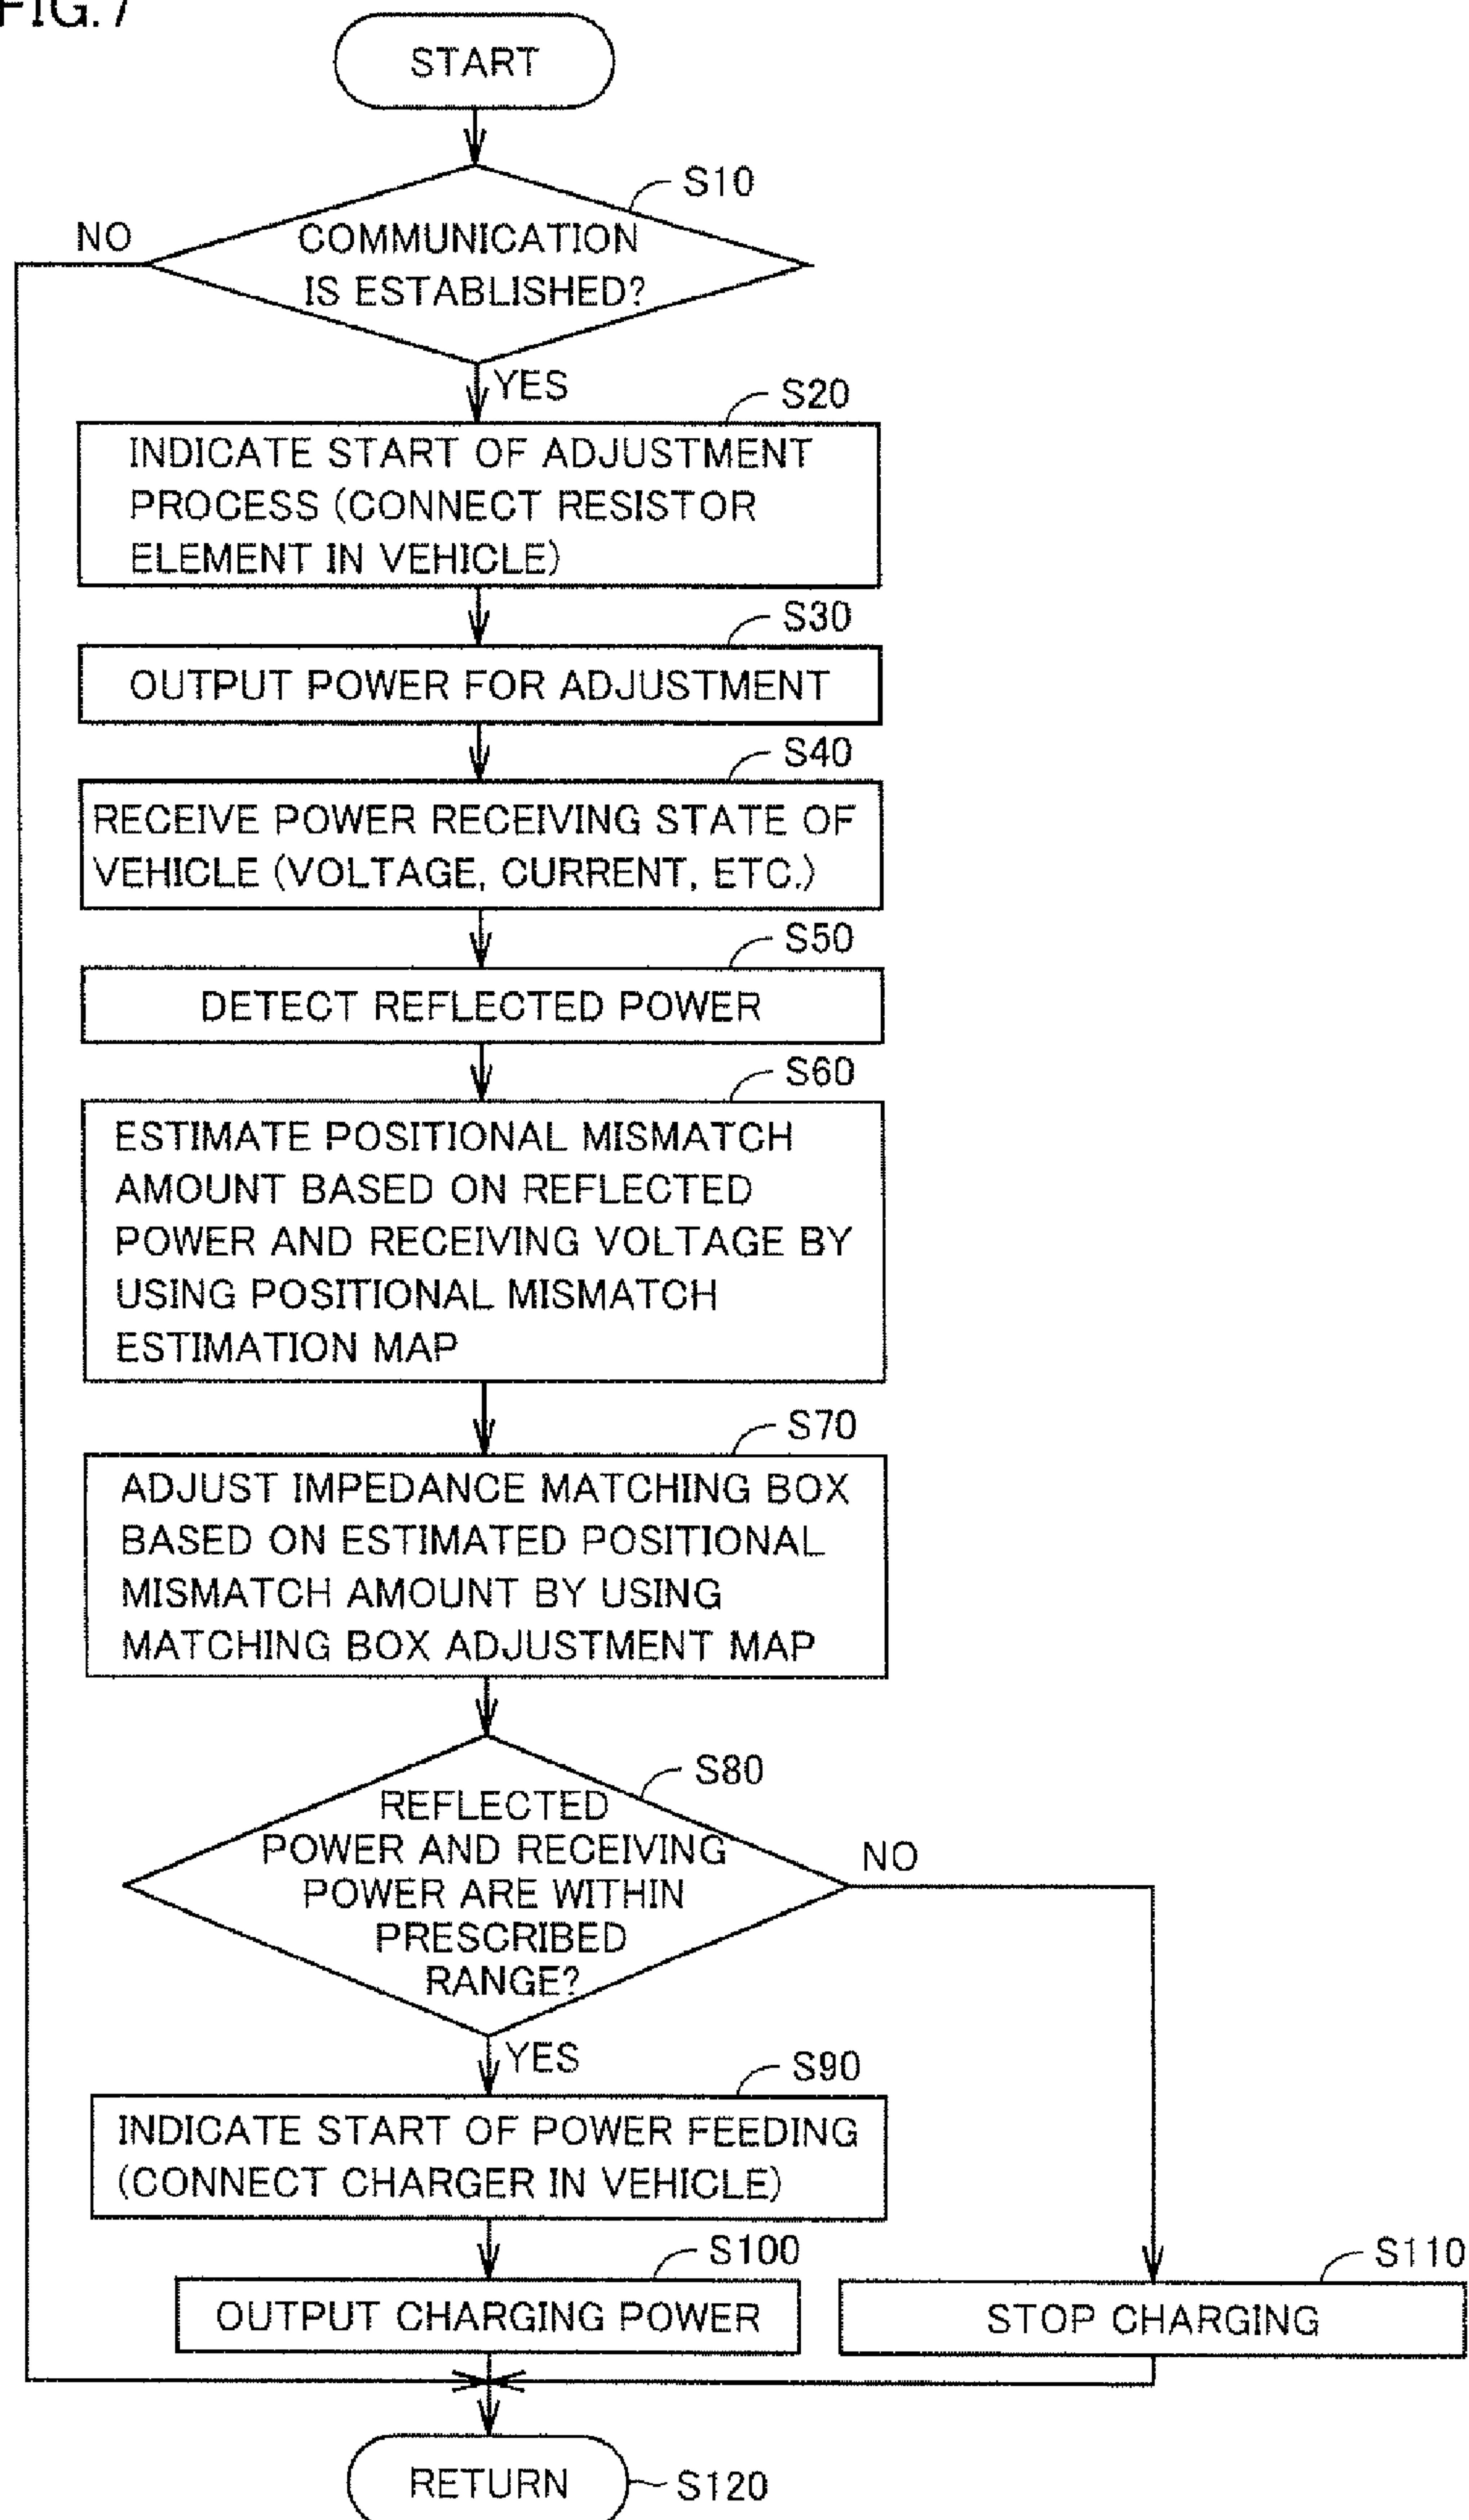 FIG.7
START
S10
NO
COMMUNICATION
IS ESTABLISHED?
YES
S20
INDICATE START OF ADJUSTMENT
PROCESS (CONNECT RESISTOR
ELEMENT IN VEHICLE)
S30
OUTPUT POWER FOR ADJUSTMENT
S40
RECEIVE POWER RECEIVING STATE OF
VEHICLE (VOLTAGE, CURRENT, ETC.)
S50
DETECT REFLECTED POWER
S60
ESTIMATE POSITIONAL MISMATCH
AMOUNT BASED ON REFLECTED
POWER AND RECEIVING VOLTAGE BY
USING POSITIONAL MISMATCH
ESTIMATION MAP
S70
ADJUST IMPEDANCE MATCHING BOX
BASED ON ESTIMATED POSITIONAL
MISMATCH AMOUNT BY USING
MATCHING BOX ADJUSTMENT MAP
S80
REFLECTED
POWER AND RECEIVING
POWER ARE WITHIN
PRESCRIBED
RANGE?
NO
YES
S90
INDICATE START OF POWER FEEDING
(CONNECT CHARGER IN VEHICLE)
S100
OUTPUT CHARGING POWER
S110
STOP CHARGING
RETURN
S120